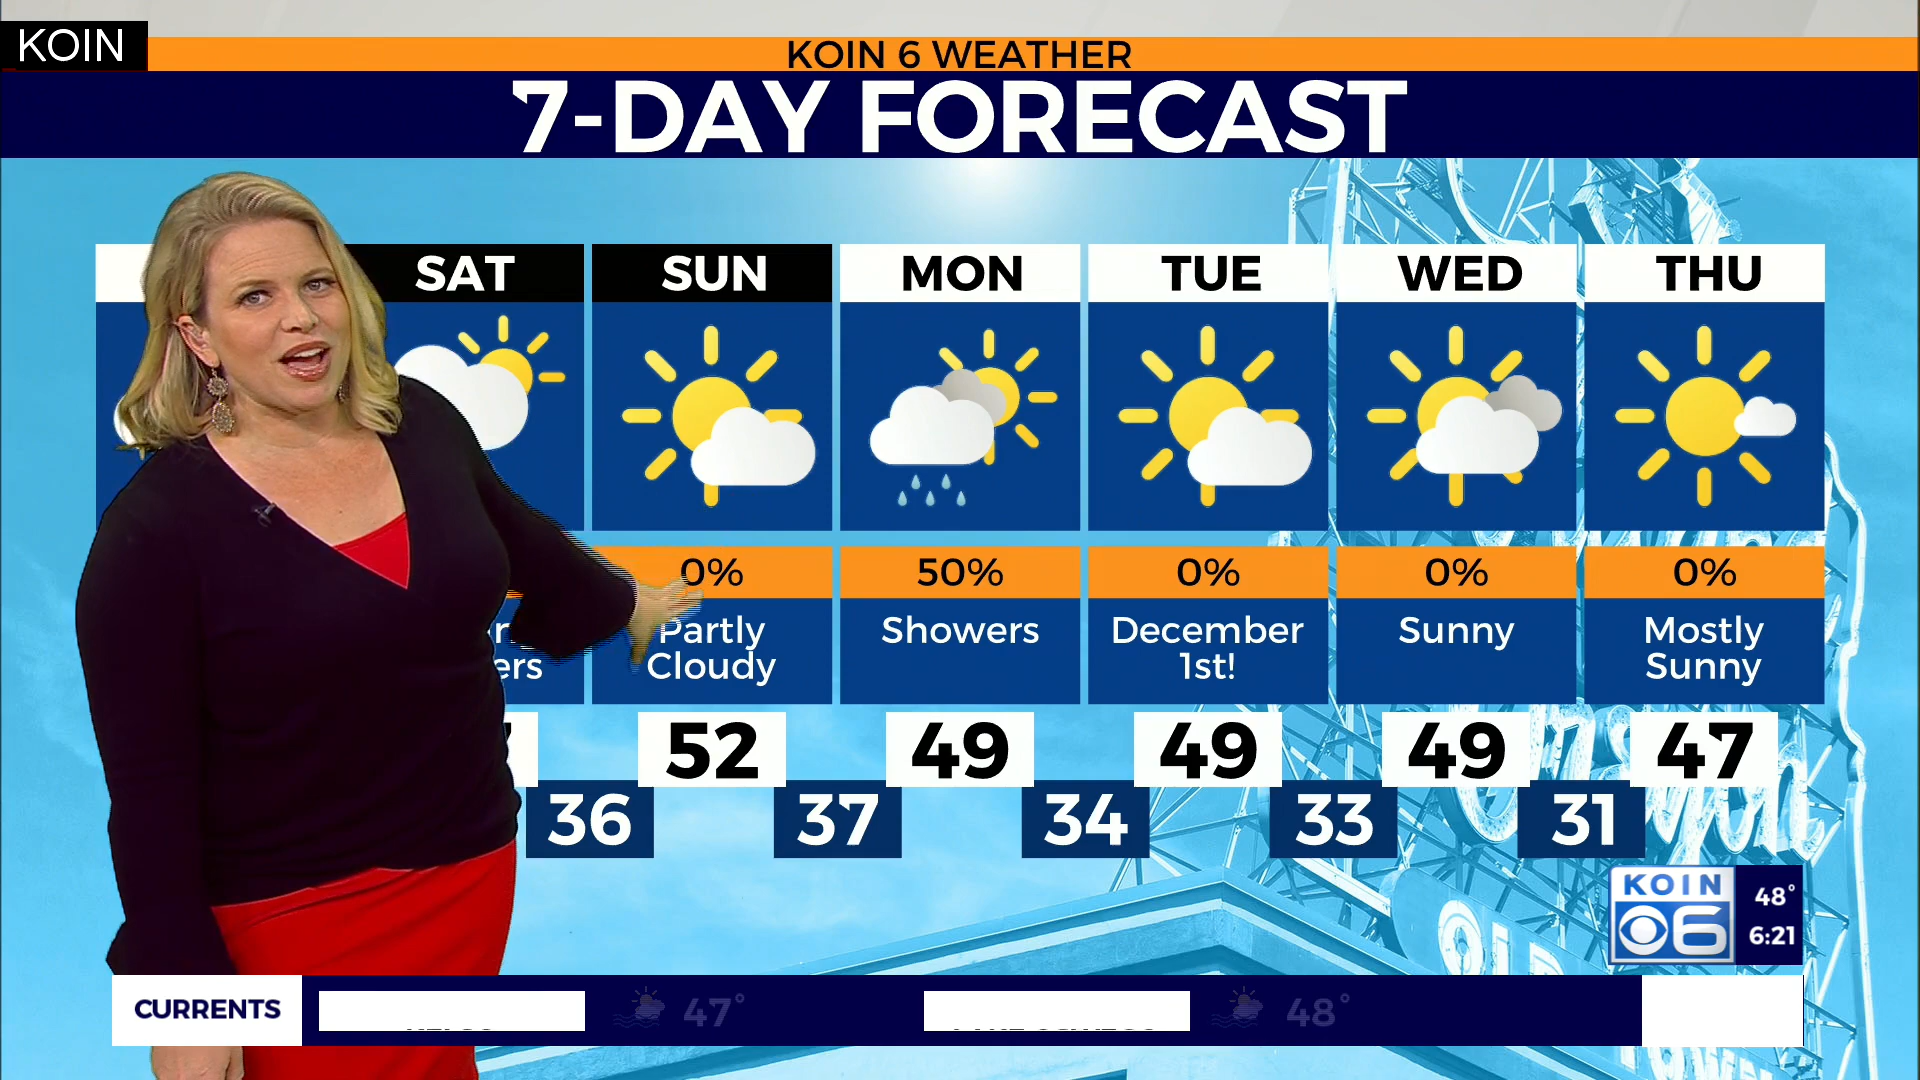 KOIN
KOIN 6 WEATHER
7-DAY FORECAST
SAT
SUN
MON
TUE
WED
THU
0%
50%
0%
0%
0%
Partly
Cloudy
Showers
December
1st!
Sunny
Mostly
Sunny
52
49
49
49
47
36
37
34
33
31
KOIN
6
48°
6:21
CURRENTS
47°
48°
OLD